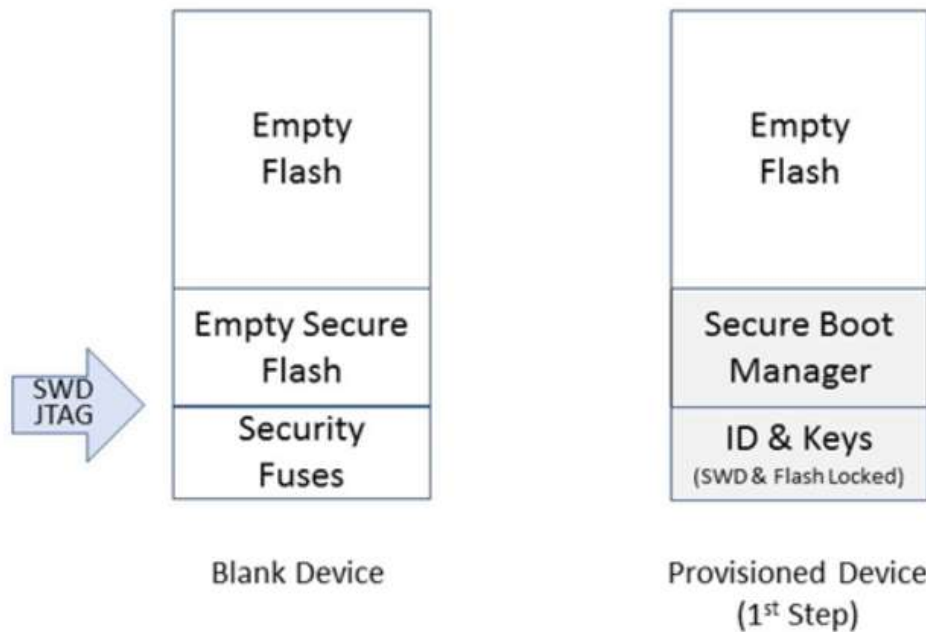 Empty
Flash
Empty Secure
Flash
SWD
JTAG
Security
Fuses
Blank Device
Empty
Flash
Secure Boot
Manager
ID & Keys
(SWD & Flash Locked)
Provisioned Device
(1st Step)